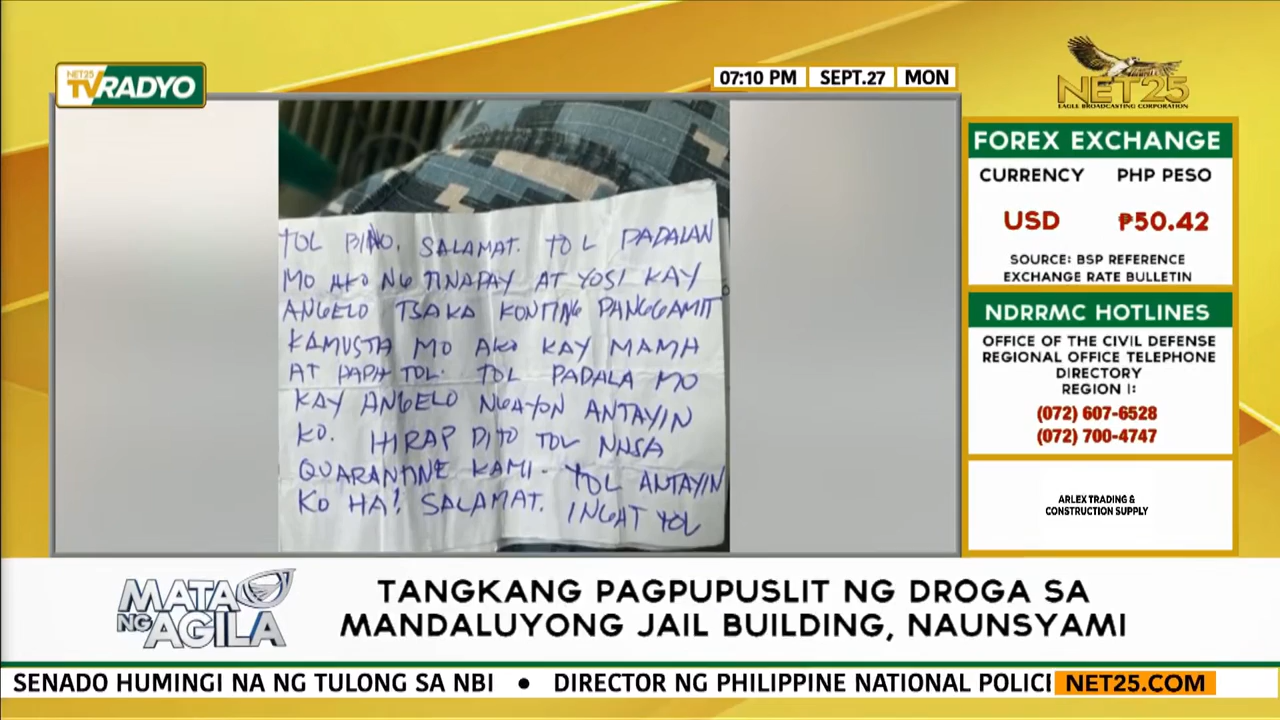 NET25
TVRADYO
07:10 PM SEPT.27 MON
NET25
EAGLE BROADCASTING CORPORATION
TOL BINO. SALAMAT. TOL PADALAN
MO AKO NG TINAPAY AT YOSI KAY
ANGELO TSAKA KONTING PANGGAMIT
KAMUSTA MO AKO KAY MAMA
AT PAPA TOL. TOL PADALA MO
KAY ANGELO NGAYON ANTAYIN
KO. HIRAP DITO TOL NASA
QUARANTINE KAMI. TOL ANTAYIN
KO HA! SALAMAT. INGAT TOL
FOREX EXCHANGE
CURRENCY PHP PESO
USD ₱50.42
SOURCE: BSP REFERENCE
EXCHANGE RATE BULLETIN
NDRRMC HOTLINES
OFFICE OF THE CIVIL DEFENSE
REGIONAL OFFICE TELEPHONE
DIRECTORY
REGION I:
(072) 607-6528
(072) 700-4747
ARLEX TRADING &
CONSTRUCTION SUPPLY
MATA
NG AGILA
TANGKANG PAGPUPUSLIT NG DROGA SA
MANDALUYONG JAIL BUILDING, NAUNSYAMI
SENADO HUMINGI NA NG TULONG SA NBI • DIRECTOR NG PHILIPPINE NATIONAL POLICE NET25.COM